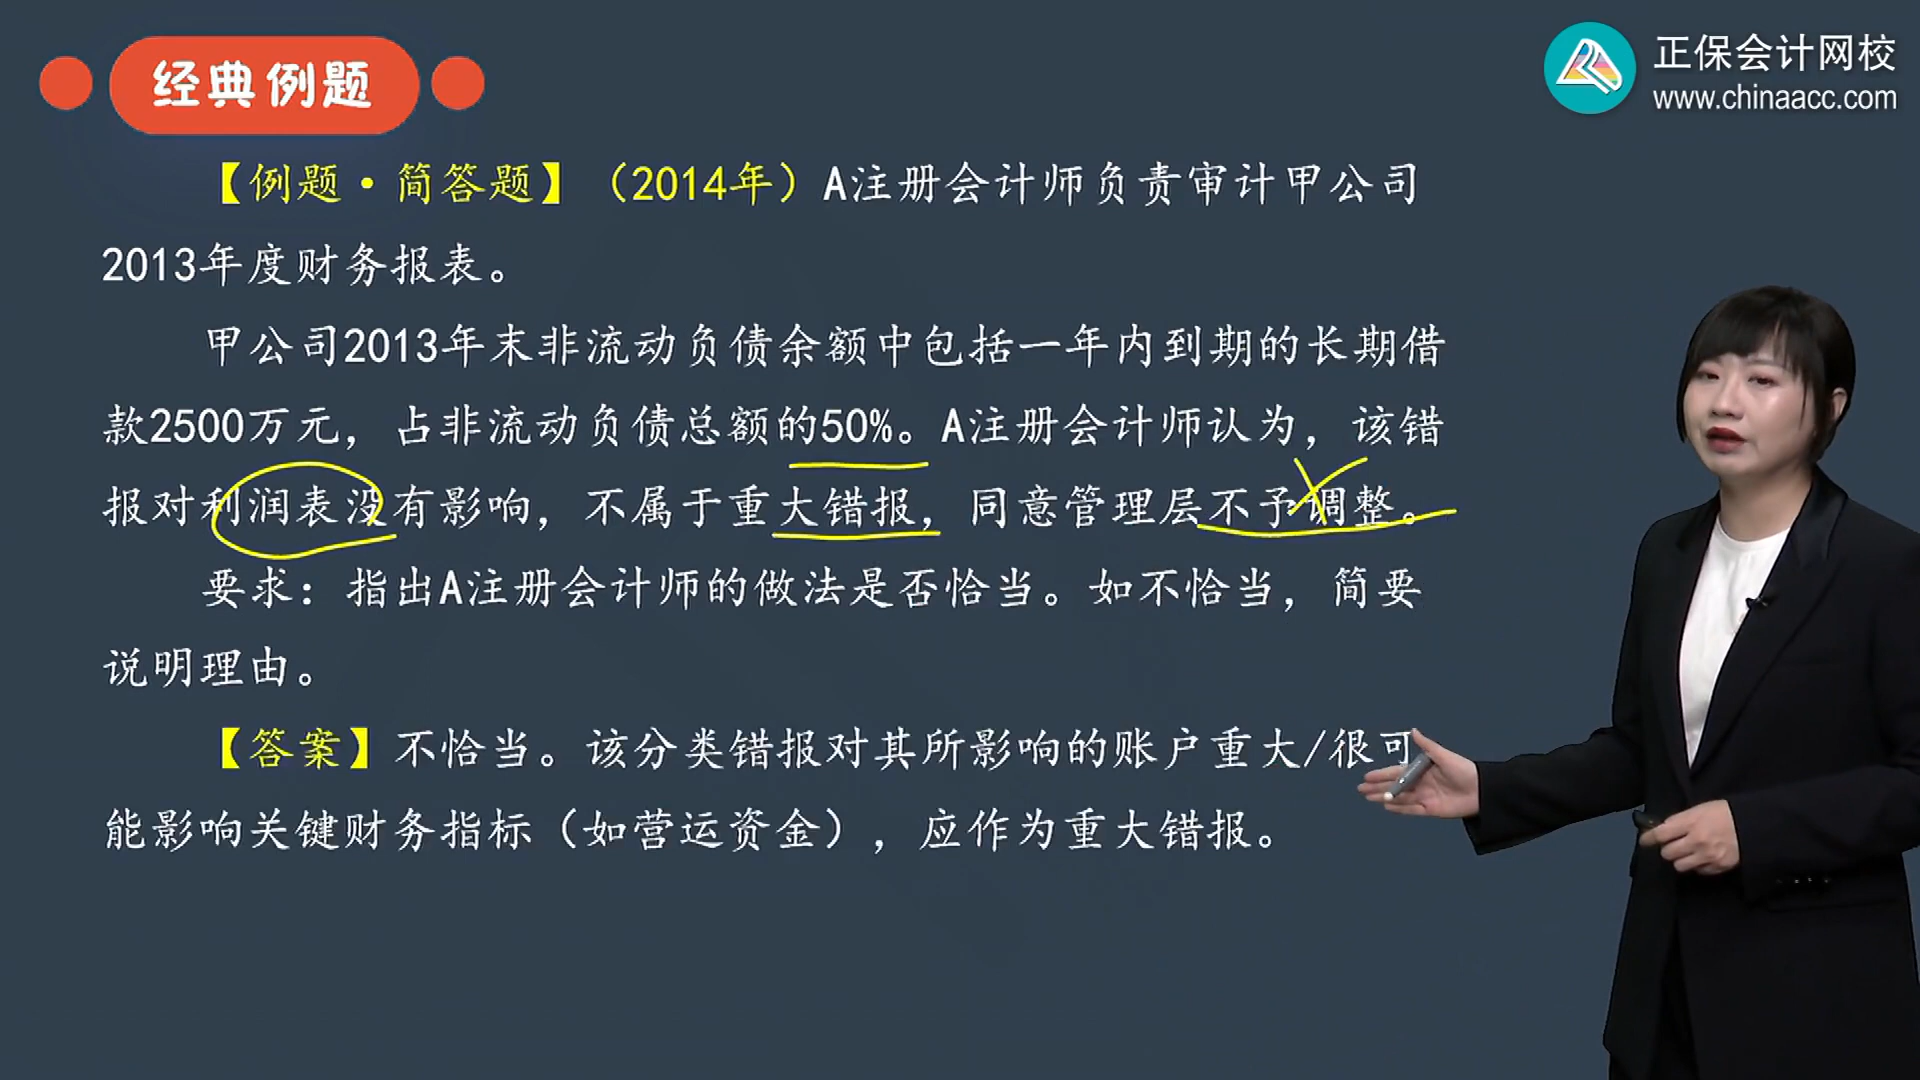 经典例题
正保会计网校
www.chinaacc.com
【例题·简答题】（2014年）A注册会计师负责审计甲公司
2013年度财务报表。
甲公司2013年末非流动负债余额中包括一年内到期的长期借
款2500万元，占非流动负债总额的50%。A注册会计师认为，该错
报对利润表没有影响，不属于重大错报，同意管理层不予调整。
要求：指出A注册会计师的做法是否恰当。如不恰当，简要
说明理由。
【答案】不恰当。该分类错报对其所影响的账户重大/很可
能影响关键财务指标（如营运资金），应作为重大错报。